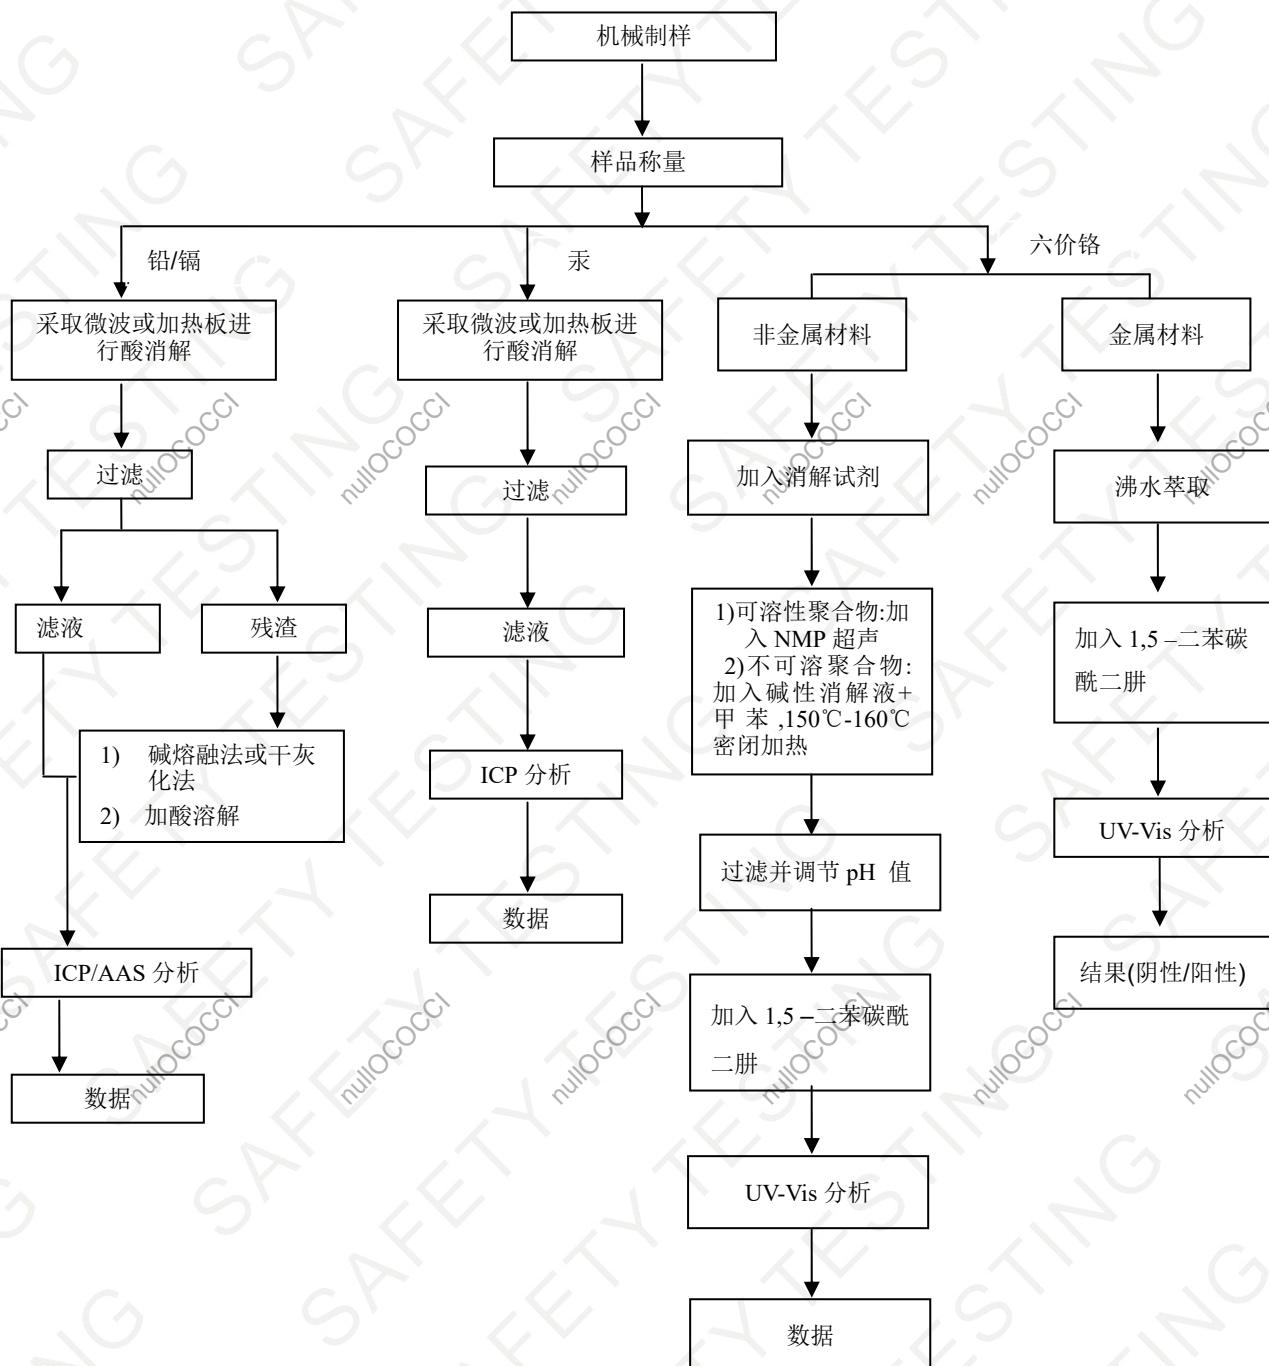 机械制样
样品称量
铅/镉
汞
六价铬
采取微波或加热板进
行酸消解
过滤
滤液
残渣
1) 碱熔融法或干灰
化法
2) 加酸溶解
ICP/AAS 分析
数据
采取微波或加热板进
行酸消解
过滤
滤液
ICP 分析
数据
非金属材料
加入消解试剂
1)可溶性聚合物:加
入 NMP 超声
2)不可溶聚合物:
加入碱性消解液+
甲 苯 ,150℃-160℃
密闭加热
过滤并调节 pH 值
加入 1,5 –二苯碳酰
二肼
UV-Vis 分析
数据
金属材料
沸水萃取
加入 1,5 –二苯碳
酰二肼
UV-Vis 分析
结果(阴性/阳性)
SAFETY TESTING
nullOCOCCI